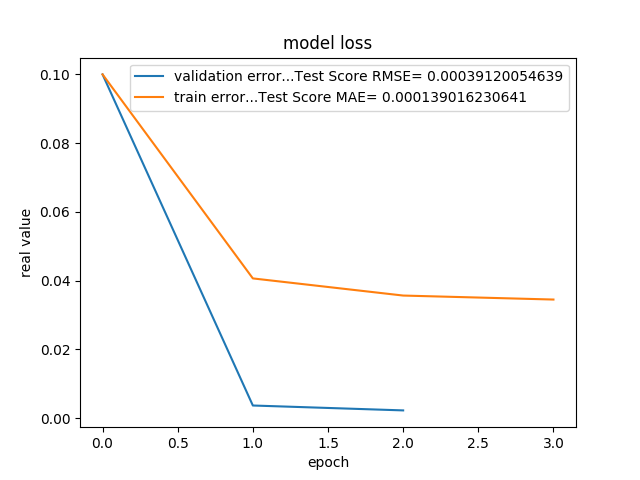 model loss
validation error...Test Score RMSE= 0.00039120054639
train error...Test Score MAE= 0.000139016230641
real value
0.10
0.08
0.06
0.04
0.02
0.00
0.0 0.5 1.0 1.5 2.0 2.5 3.0
epoch